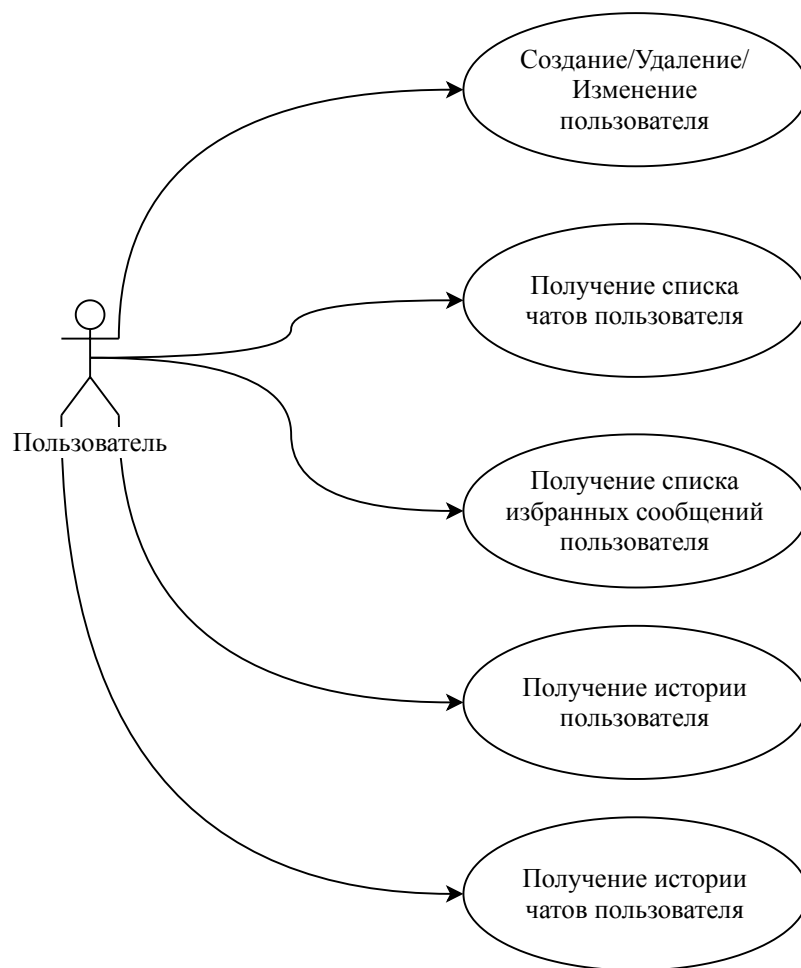 Создание/Удаление/
Изменение
пользователя
Получение списка
чатов пользователя
Пользователь
Получение списка
избранных сообщений
пользователя
Получение истории
пользователя
Получение истории
чатов пользователя